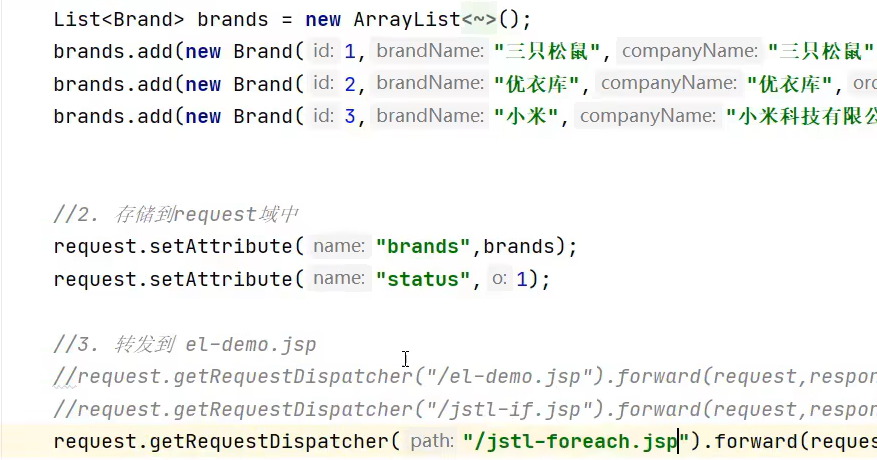 List<Brand> brands = new ArrayList<~>();
brands.add(new Brand( id: 1, brandName: "三只松鼠", companyName: "三只松鼠"
brands.add(new Brand( id: 2, brandName: "优衣库", companyName: "优衣库",
brands.add(new Brand( id: 3, brandName: "小米", companyName: "小米科技有限公
//2. 存储到request域中
request.setAttribute( name: "brands",brands);
request.setAttribute( name: "status", o: 1);
//3. 转发到 el-demo.jsp
//request.getRequestDispatcher("/el-demo.jsp").forward(request,respon
//request.getRequestDispatcher("/jstl-if.jsp").forward(request,respon
request.getRequestDispatcher( path: "/jstl-foreach.jsp").forward(reques